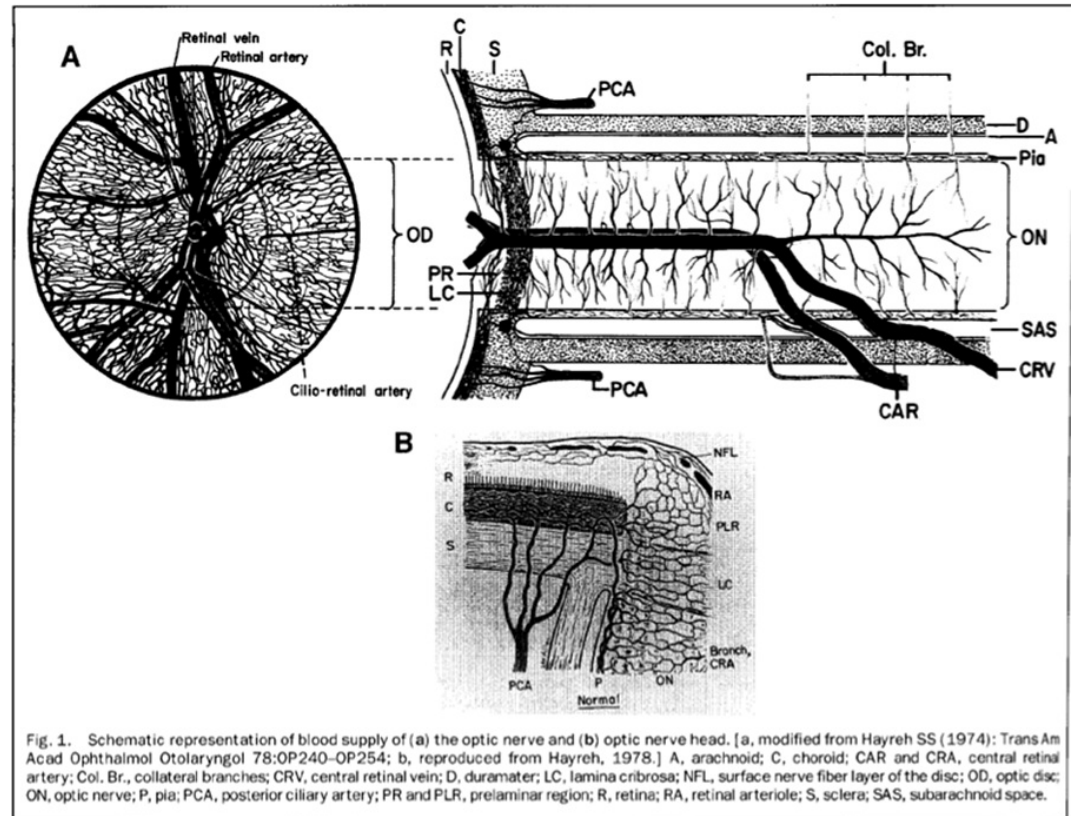 A
Retinal vein
Retinal artery
OD
Cilio-retinal artery
C
R
S
PCA
Col. Br.
D
A
Pia
ON
PR
LC
SAS
CRV
PCA
CAR
B
NFL
R
RA
C
PLR
S
LC
Branch,
CRA
PCA
P
ON
Normal
Fig. 1. Schematic representation of blood supply of (a) the optic nerve and (b) optic nerve head. [a, modified from Hayreh SS (1974): Trans Am
Acad Ophthalmol Otolaryngol 78:OP240–OP254; b, reproduced from Hayreh, 1978.] A, arachnoid; C, choroid; CAR and CRA, central retinal
artery; Col. Br., collateral branches; CRV, central retinal vein; D, duramater; LC, lamina cribrosa; NFL, surface nerve fiber layer of the disc; OD, optic disc;
ON, optic nerve; P, pia; PCA, posterior ciliary artery; PR and PLR, prelaminar region; R, retina; RA, retinal arteriole; S, sclera; SAS, subarachnoid space.